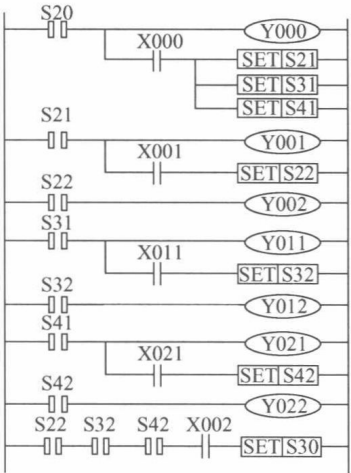 S20 Y000
X000 SET S21
SET S31
SET S41
S21 Y001
X001 SET S22
S22 Y002
S31 Y011
X011 SET S32
S32 Y012
S41 Y021
X021 SET S42
S42 Y022
S22 S32 S42 X002 SET S30